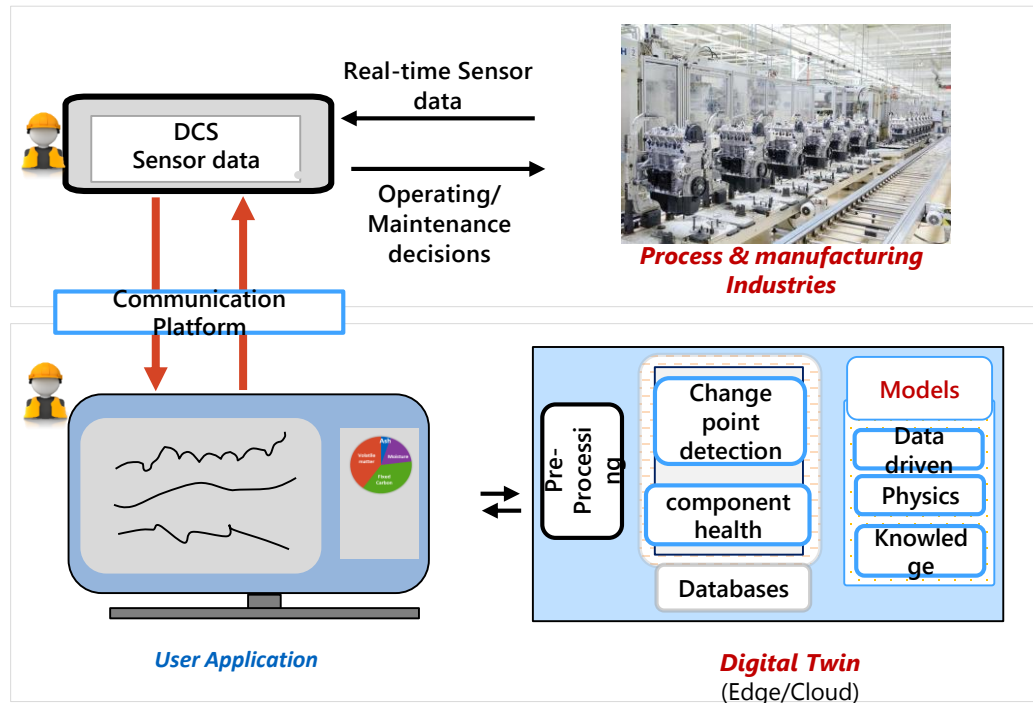 Real-time Sensor
data
DCS
Sensor data
Operating/
Maintenance
decisions
Process & manufacturing
Industries
Communication
Platform
Ash
Volatile
matter
Moisture
Fixed
Carbon
Pre-
Processi
ng
Change
point
detection
component
health
Databases
Models
Data
driven
Physics
Knowled
ge
User Application
Digital Twin
(Edge/Cloud)